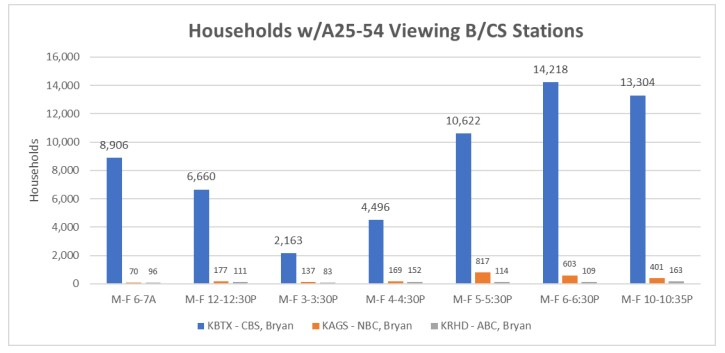 Households w/A25-54 Viewing B/CS Stations
16,000
14,000
12,000
10,000
8,000
6,000
4,000
2,000
0
Households
8,906
70
96
6,660
177
111
2,163
137
83
4,496
169
152
10,622
817
114
14,218
603
109
13,304
401
163
M-F 6-7A
M-F 12-12:30P
M-F 3-3:30P
M-F 4-4:30P
M-F 5-5:30P
M-F 6-6:30P
M-F 10-10:35P
KBTX - CBS, Bryan
KAGS - NBC, Bryan
KRHD - ABC, Bryan